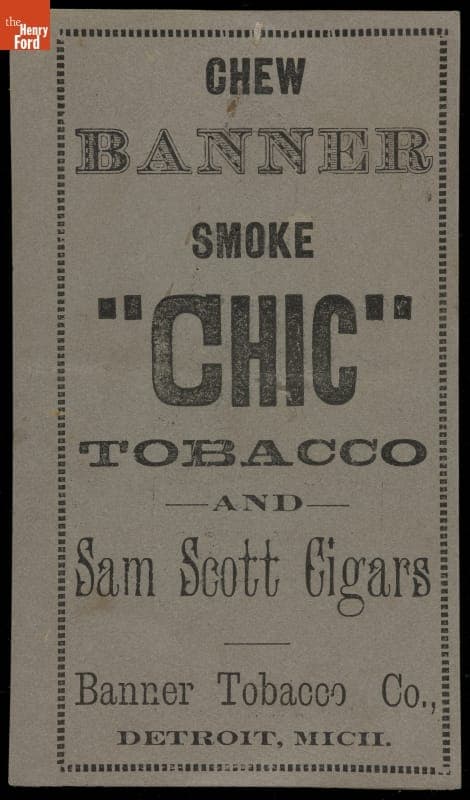 the
Henry
Ford
CHEW
BANNER
SMOKE
"CHIC"
TOBACCO
—AND—
Sam Scott Cigars
Banner Tobacco Co.,
DETROIT, MICH.